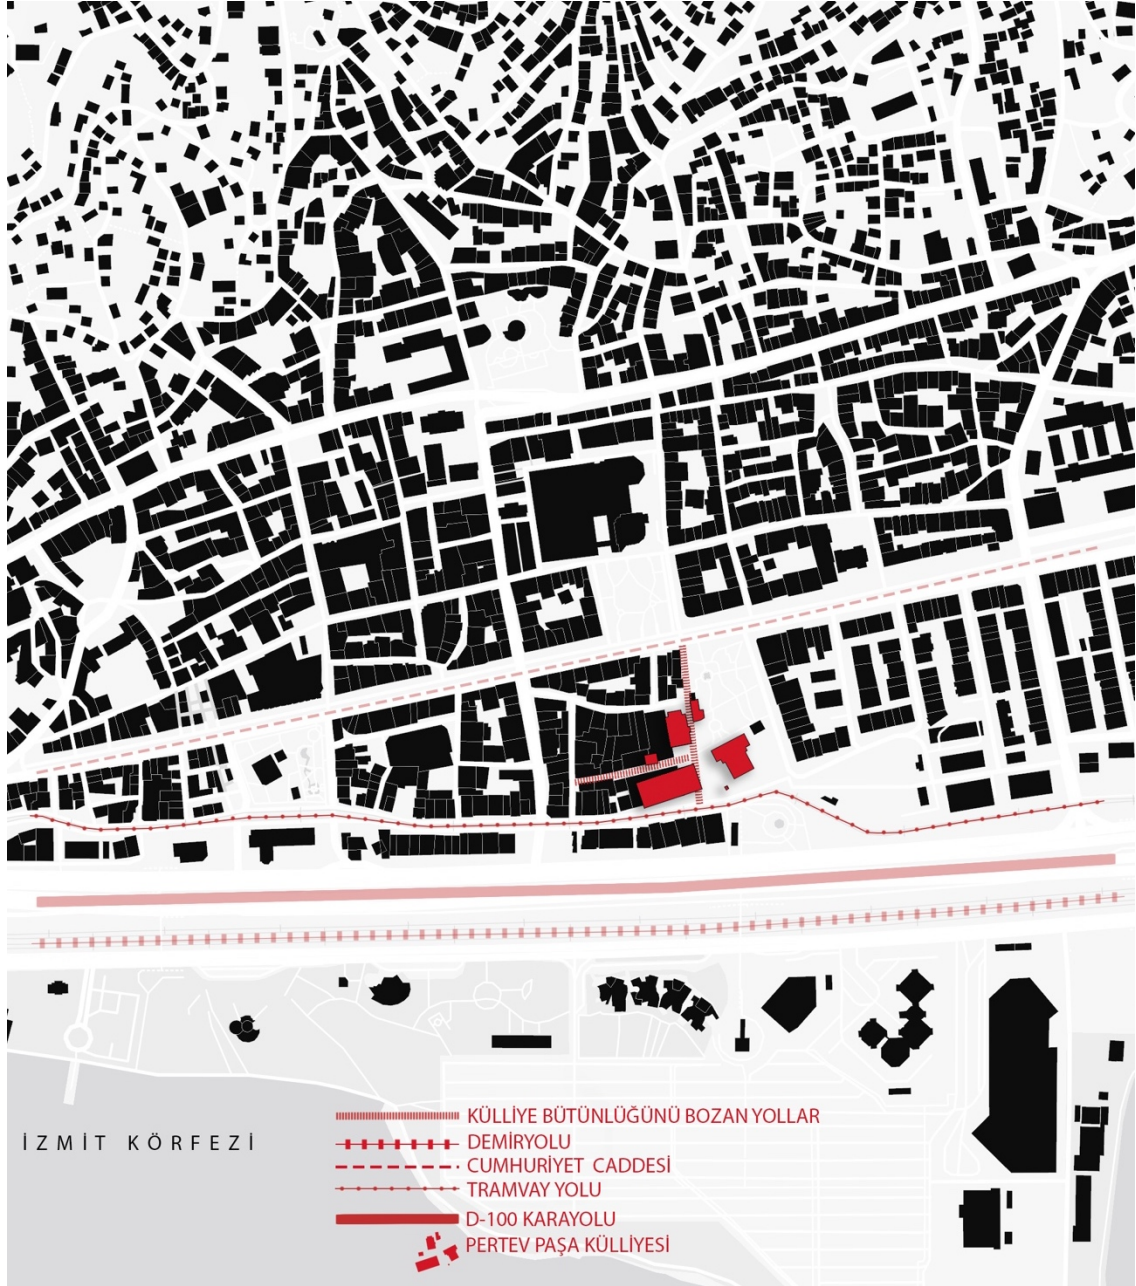 KÜLLİYE BÜTÜNLÜĞÜNÜ BOZAN YOLLAR
İZMİT KÖRFEZİ
DEMİRYOLU
CUMHURİYET CADDESİ
TRAMVAY YOLU
D-100 KARAYOLU
PERTEV PAŞA KÜLLİYESİ